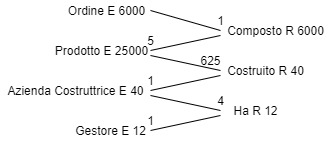 Ordine E 6000
1
Composto R 6000
5
Prodotto E 25000
625
Costruito R 40
1
Azienda Costruttrice E 40
4
Ha R 12
1
Gestore E 12